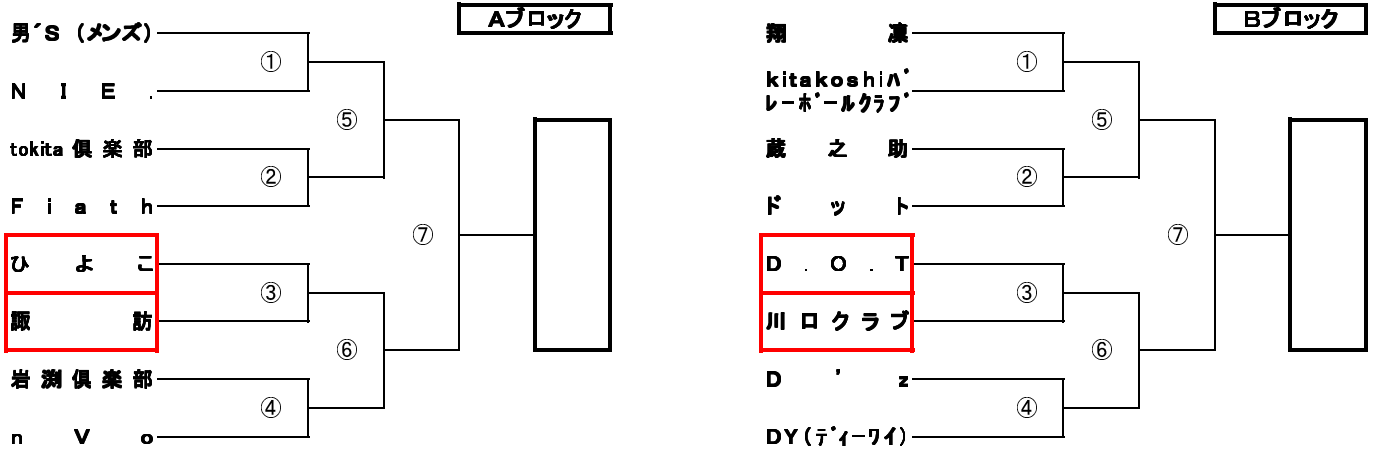 Aブロック
男´S（メンズ）
①
NIE.
⑤
tokita倶楽部
②
Fiath
⑦
ひよこ
③
諏訪
⑥
岩渕倶楽部
④
nVo
Bブロック
翔凜
①
kitakoshiﾊﾞ
ﾚｰﾎﾞｰﾙｸﾗﾌﾞ
⑤
蔵之助
②
ドット
⑦
D.O.T
③
川口クラブ
⑥
D'z
④
DY(ﾃﾞｨｰﾜｲ)